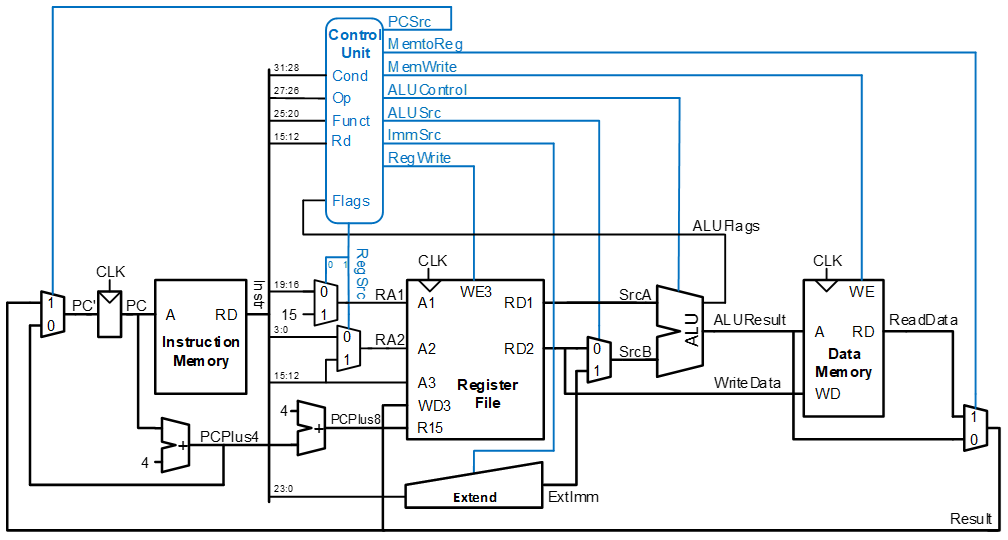 PCSrc
Control
Unit
MemtoReg
MemWrite
31:28
Cond
27:26
Op
ALUControl
25:20
Funct
ALUSrc
15:12
Rd
ImmSrc
RegWrite
Flags
ALUFlags
0 1
RegSrc
CLK
CLK
CLK
Instr
19:16
0
RA1
A1
WE3
RD1
SrcA
WE
1
PC'
PC
A
RD
15
1
ALU
ALUResult
A
RD
ReadData
0
3:0
0
Instruction
Memory
RA2
A2
RD2
0
SrcB
Data
Memory
1
1
15:12
A3
Register
File
WriteData
WD
4
WD3
1
PCPlus4
+
PCPlus8
R15
0
4
+
23:0
Extend
ExtImm
Result